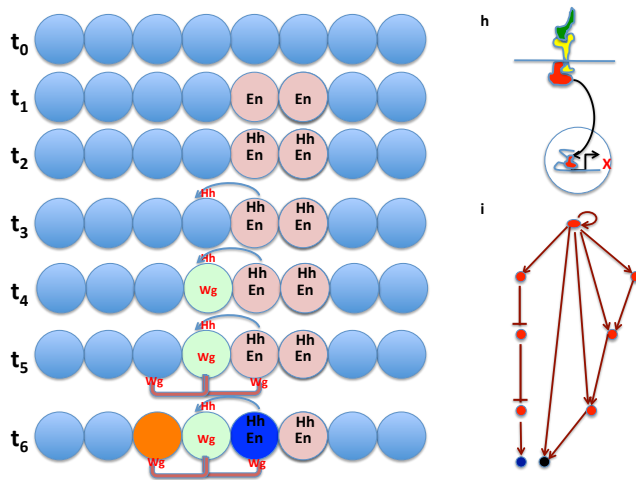 t0
t1 En En
t2 Hh Hh
En En
t3 Hh Hh Hh
En En
t4 Hh Hh Hh
Wg En En
t5 Hh Hh Hh
Wg En En
Wg Wg
t6 Hh Hh Hh
Wg En En
Wg Wg
h
X
i